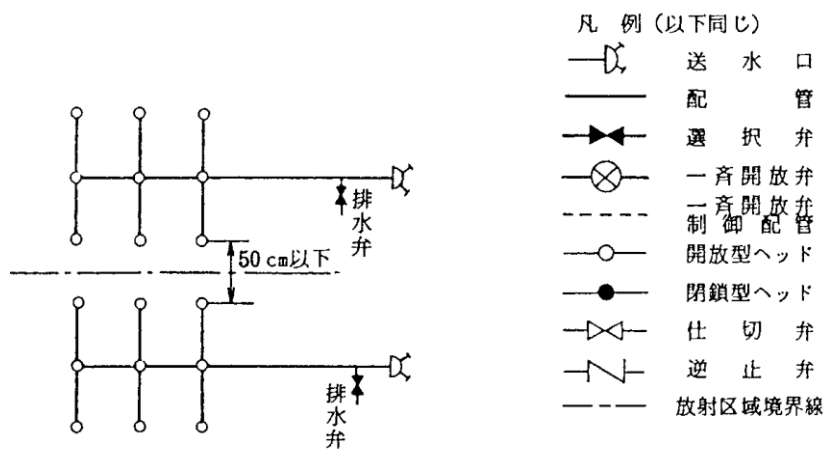 排水弁
50cm以下
排水弁
凡例(以下同じ)
送水口
配管
選択弁
一斉開放弁
一斉開放弁
制御配管
開放型ヘッド
閉鎖型ヘッド
仕切弁
逆止弁
放射区域境界線